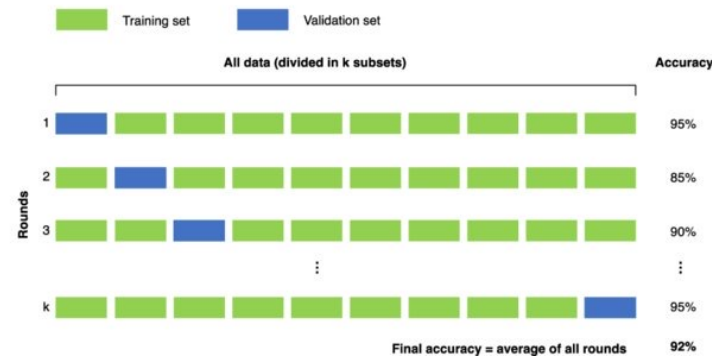 Training set Validation set
All data (divided in k subsets) Accuracy
1 95%
2 85%
Rounds
3 90%
⋮ ⋮
k 95%
Final accuracy = average of all rounds 92%